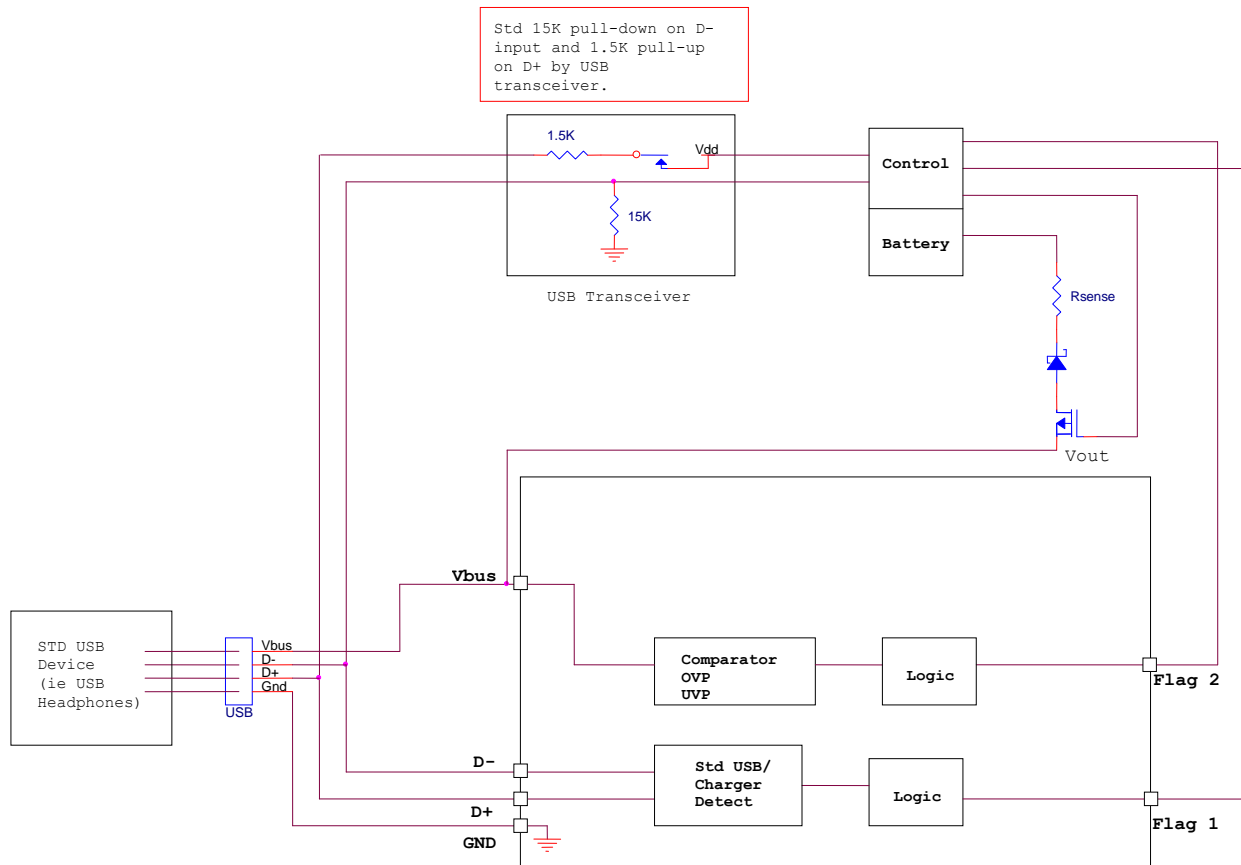 Std 15K pull-down on D-
input and 1.5K pull-up
on D+ by USB
transceiver.
1.5K
Vdd
15K
USB Transceiver
Control
Battery
Rsense
Vout
Vbus
STD USB
Device
(ie USB
Headphones)
Vbus
D-
D+
Gnd
USB
Comparator
OVP
UVP
Logic
Flag 2
D-
D+
GND
Std USB/
Charger
Detect
Logic
Flag 1